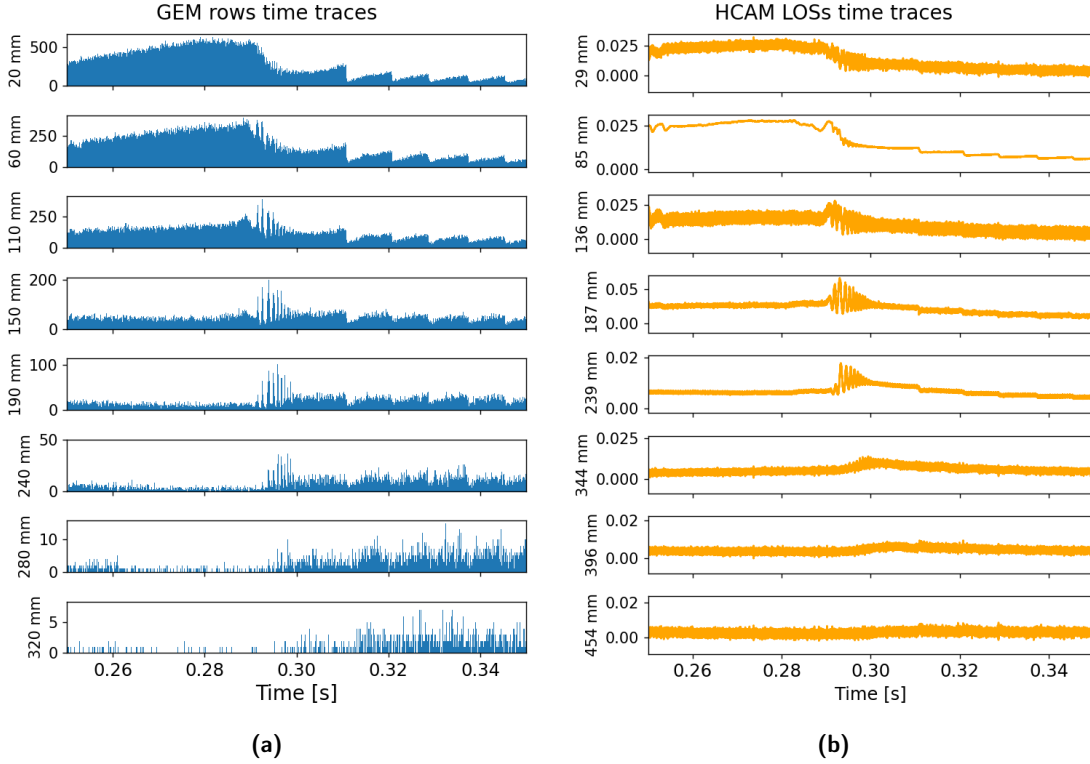 GEM rows time traces
20 mm
500
0
60 mm
250
0
110 mm
250
0
150 mm
200
0
190 mm
100
0
240 mm
50
0
280 mm
10
0
320 mm
5
0
0.26 0.28 0.30 0.32 0.34
Time [s]
(a)
HCAM LOSs time traces
29 mm
0.025
0.000
85 mm
0.025
0.000
136 mm
0.025
0.000
187 mm
0.05
0.00
239 mm
0.02
0.00
344 mm
0.025
0.000
396 mm
0.02
0.00
454 mm
0.02
0.00
0.26 0.28 0.30 0.32 0.34
Time [s]
(b)